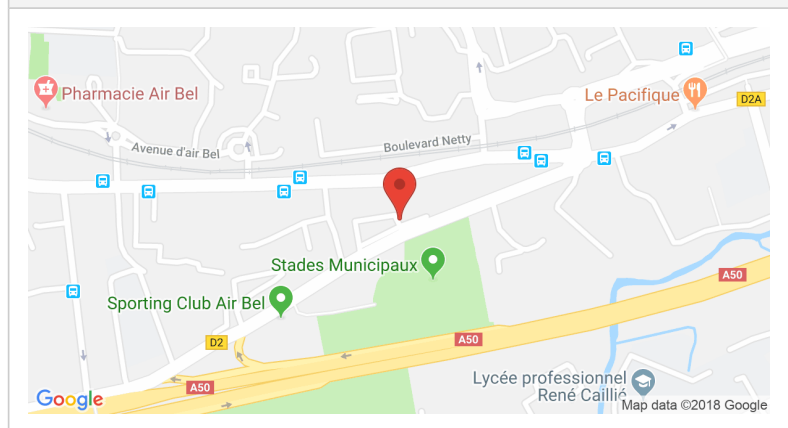 Pharmacie Air Bel
Le Pacifique
D2A
Avenue d'air Bel
Boulevard Netty
Stades Municipaux
A50
Sporting Club Air Bel
D2
A50
A50
Lycée professionnel
René Caillié
Google
Map data ©2018 Google